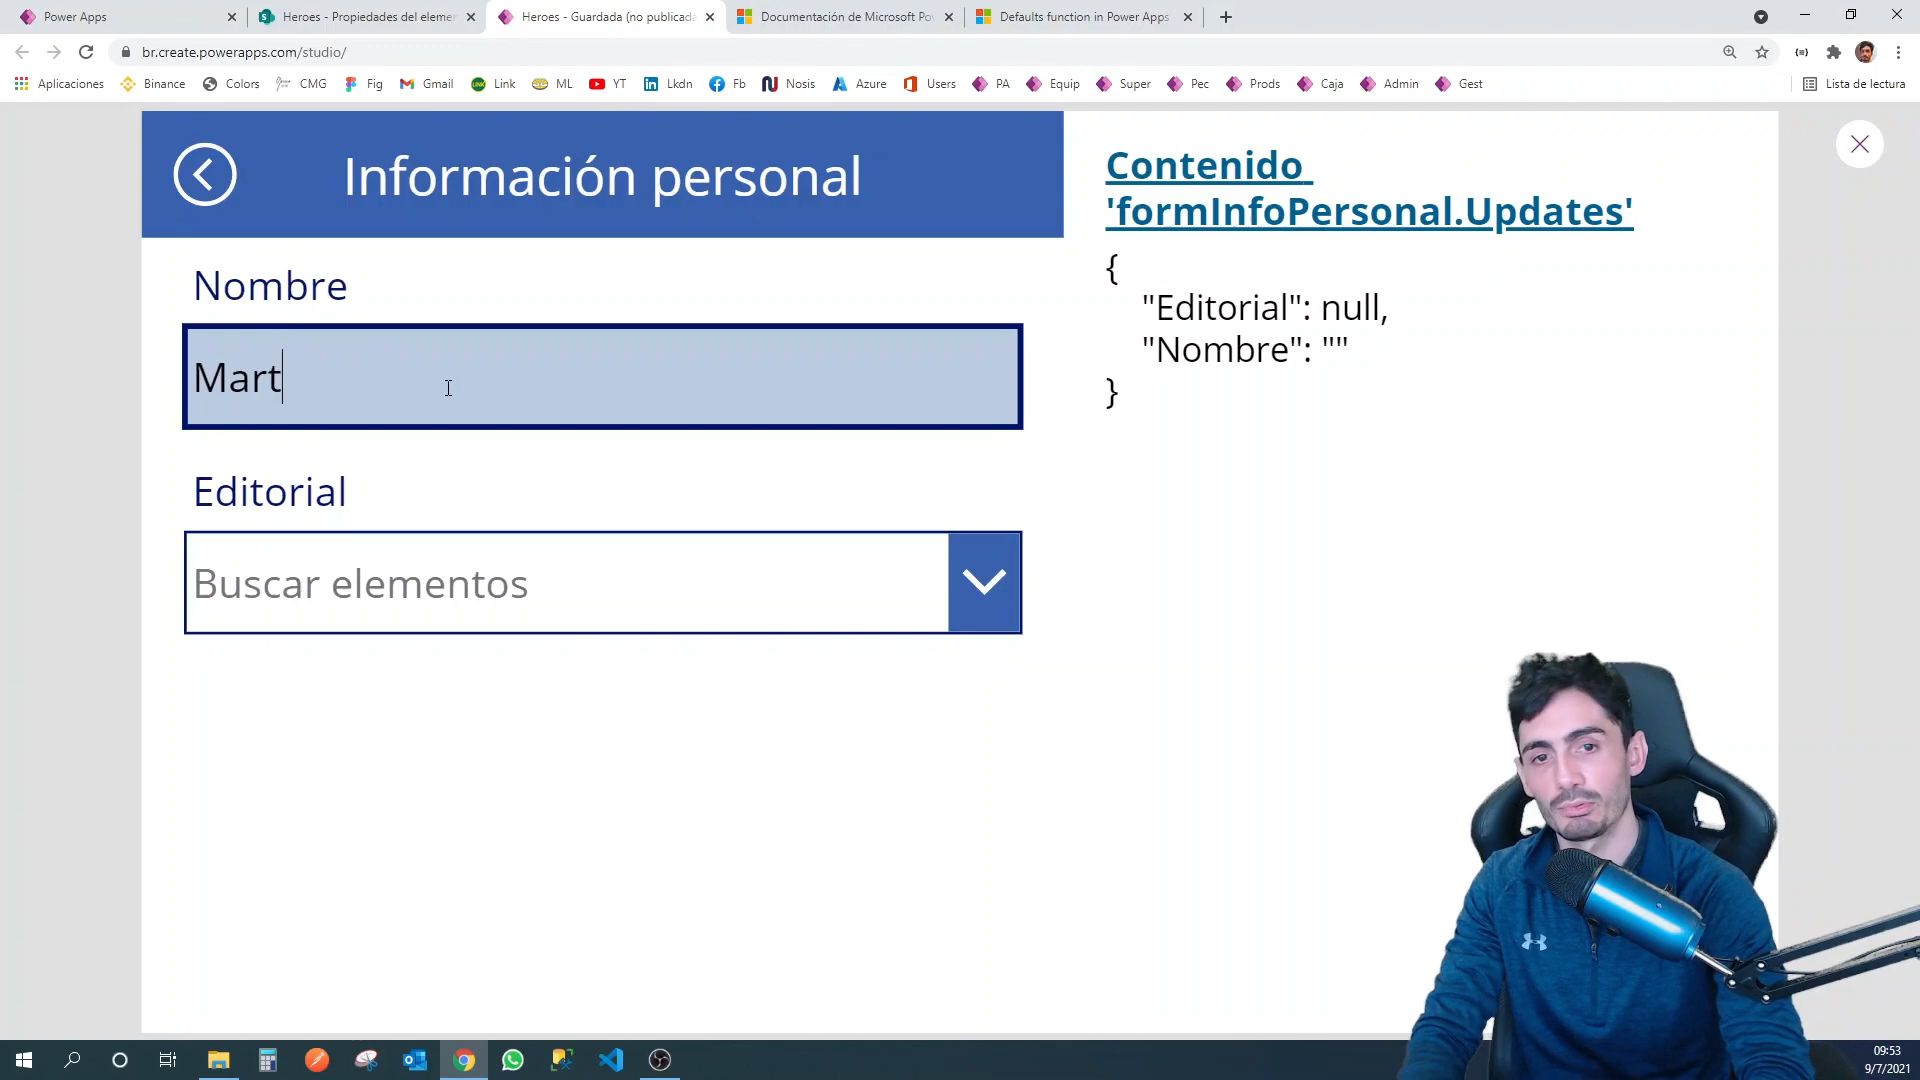 Power Apps
Heroes - Propiedades del elemen
Heroes - Guardada (no publicada
Documentación de Microsoft Po
Defaults function in Power Apps
br.create.powerapps.com/studio/
Aplicaciones
Binance
Colors
CMG
Fig
Gmail
Link
ML
YT
Lkdn
Fb
Nosis
Azure
Users
PA
Equip
Super
Pec
Prods
Caja
Admin
Gest
Lista de lectura
Información personal
Nombre
Mart
Editorial
Buscar elementos
Contenido
'formInfoPersonal.Updates'
{
"Editorial": null,
"Nombre": ""
}
09:53
9/7/2021